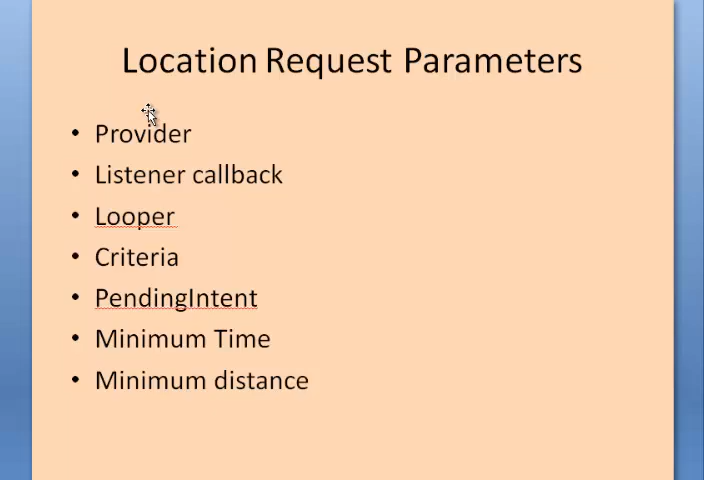 Location Request Parameters
• Provider
• Listener callback
• Looper
• Criteria
• PendingIntent
• Minimum Time
• Minimum distance